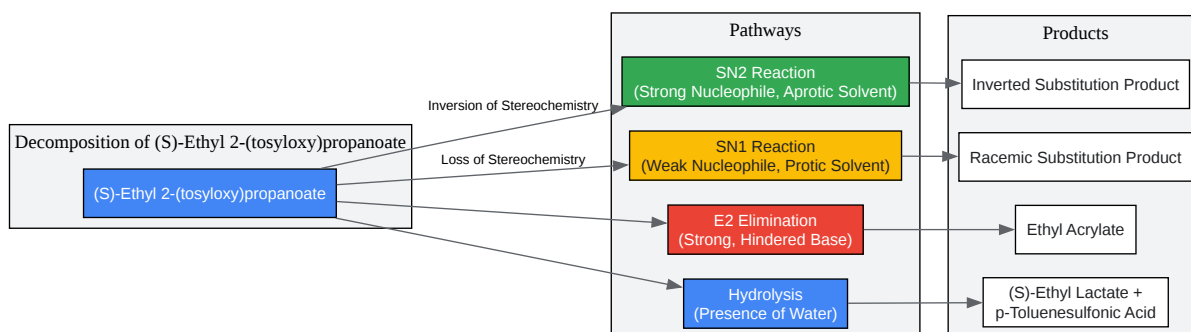 Pathways
Products
SN2 Reaction
(Strong Nucleophile, Aprotic Solvent)
Inverted Substitution Product
Inversion of Stereochemistry
Decomposition of (S)-Ethyl 2-(tosyloxy)propanoate
SN1 Reaction
(Weak Nucleophile, Protic Solvent)
Racemic Substitution Product
Loss of Stereochemistry
(S)-Ethyl 2-(tosyloxy)propanoate
E2 Elimination
(Strong, Hindered Base)
Ethyl Acrylate
Hydrolysis
(Presence of Water)
(S)-Ethyl Lactate +
p-Toluenesulfonic Acid